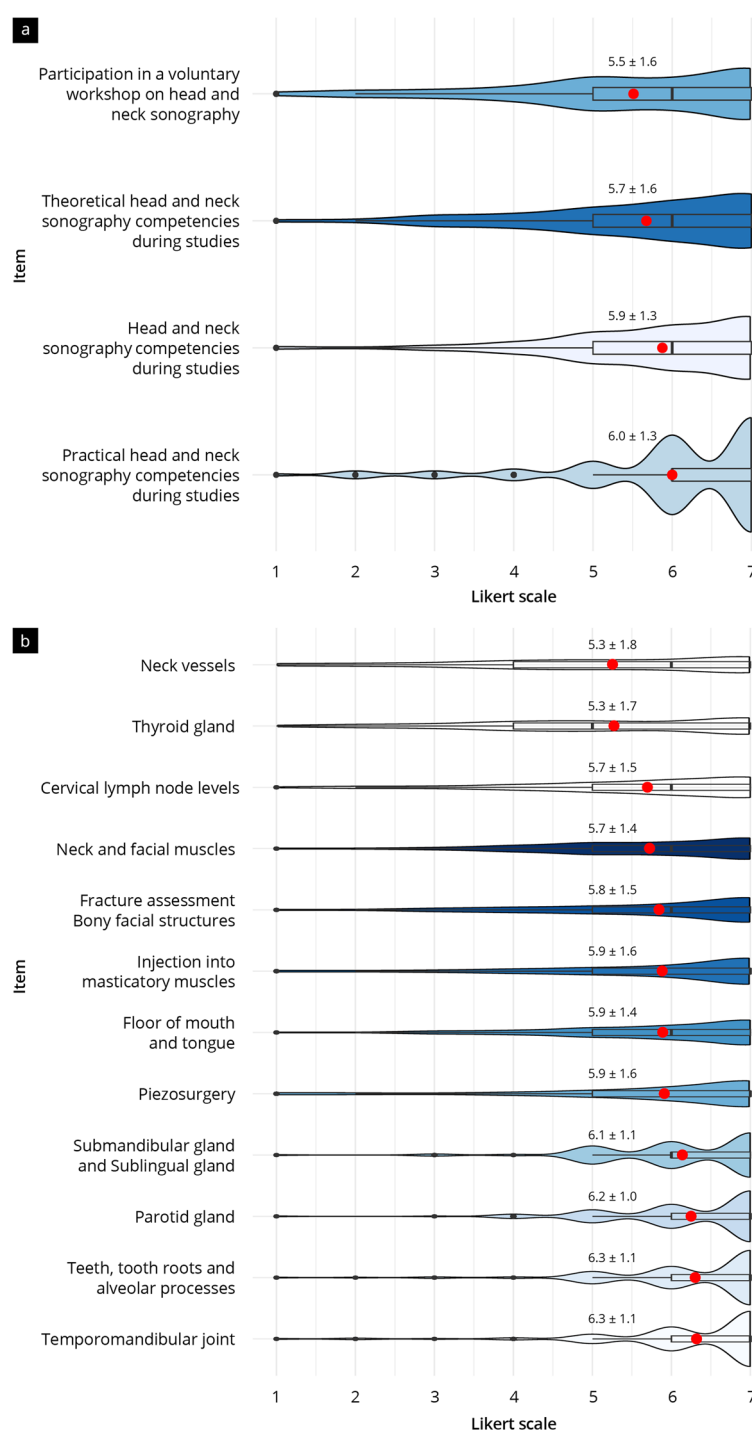 a
5.5 ± 1.6
Participation in a voluntary
workshop on head and
neck sonography
5.7 ± 1.6
Theoretical head and neck
sonography competencies
during studies
Item
5.9 ± 1.3
Head and neck
sonography competencies
during studies
6.0 ± 1.3
Practical head and neck
sonography competencies
during studies
1 2 3 4 5 6 7
Likert scale
b
5.3 ± 1.8
Neck vessels
5.3 ± 1.7
Thyroid gland
5.7 ± 1.5
Cervical lymph node levels
5.7 ± 1.4
Neck and facial muscles
5.8 ± 1.5
Fracture assessment
Bony facial structures
5.9 ± 1.6
Injection into
masticatory muscles
Item
5.9 ± 1.4
Floor of mouth
and tongue
5.9 ± 1.6
Piezosurgery
6.1 ± 1.1
Submandibular gland
and Sublingual gland
6.2 ± 1.0
Parotid gland
6.3 ± 1.1
Teeth, tooth roots and
alveolar processes
6.3 ± 1.1
Temporomandibular joint
1 2 3 4 5 6 7
Likert scale